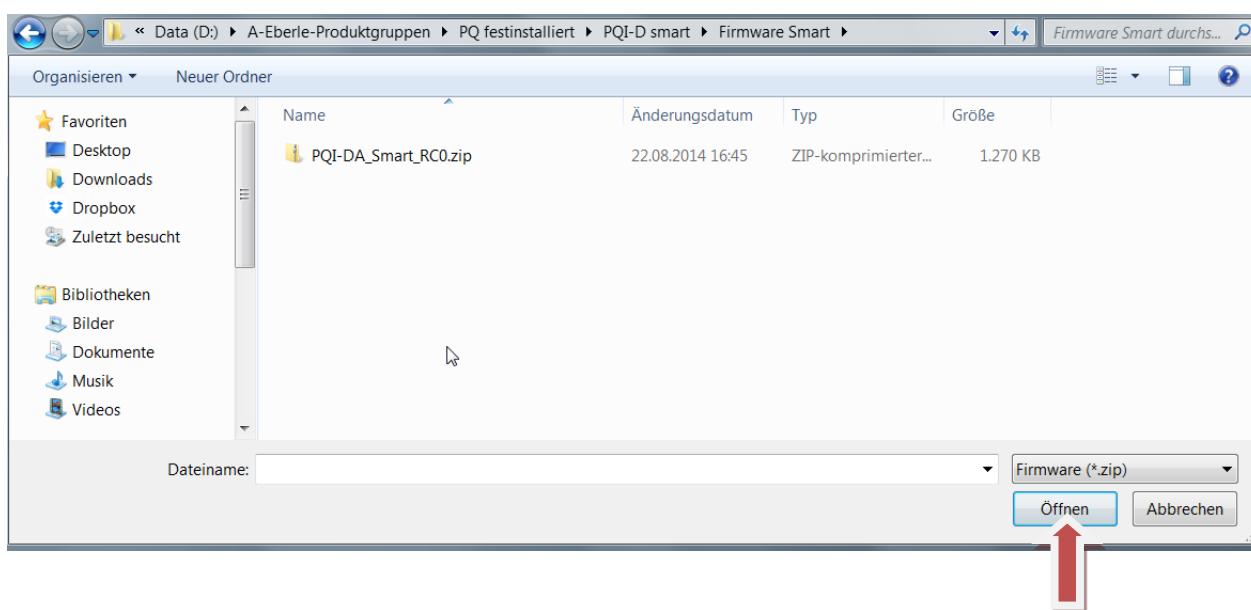 « Data (D:) ▸ A-Eberle-Produktgruppen ▸ PQ festinstalliert ▸ PQI-D smart ▸ Firmware Smart ▸ Firmware Smart durchs...
Organisieren Neuer Ordner
Name Änderungsdatum Typ Größe
PQI-DA_Smart_RC0.zip 22.08.2014 16:45 ZIP-komprimierter... 1.270 KB
Favoriten
Desktop
Downloads
Dropbox
Zuletzt besucht
Bibliotheken
Bilder
Dokumente
Musik
Videos
Dateiname: Firmware (*.zip)
Öffnen Abbrechen